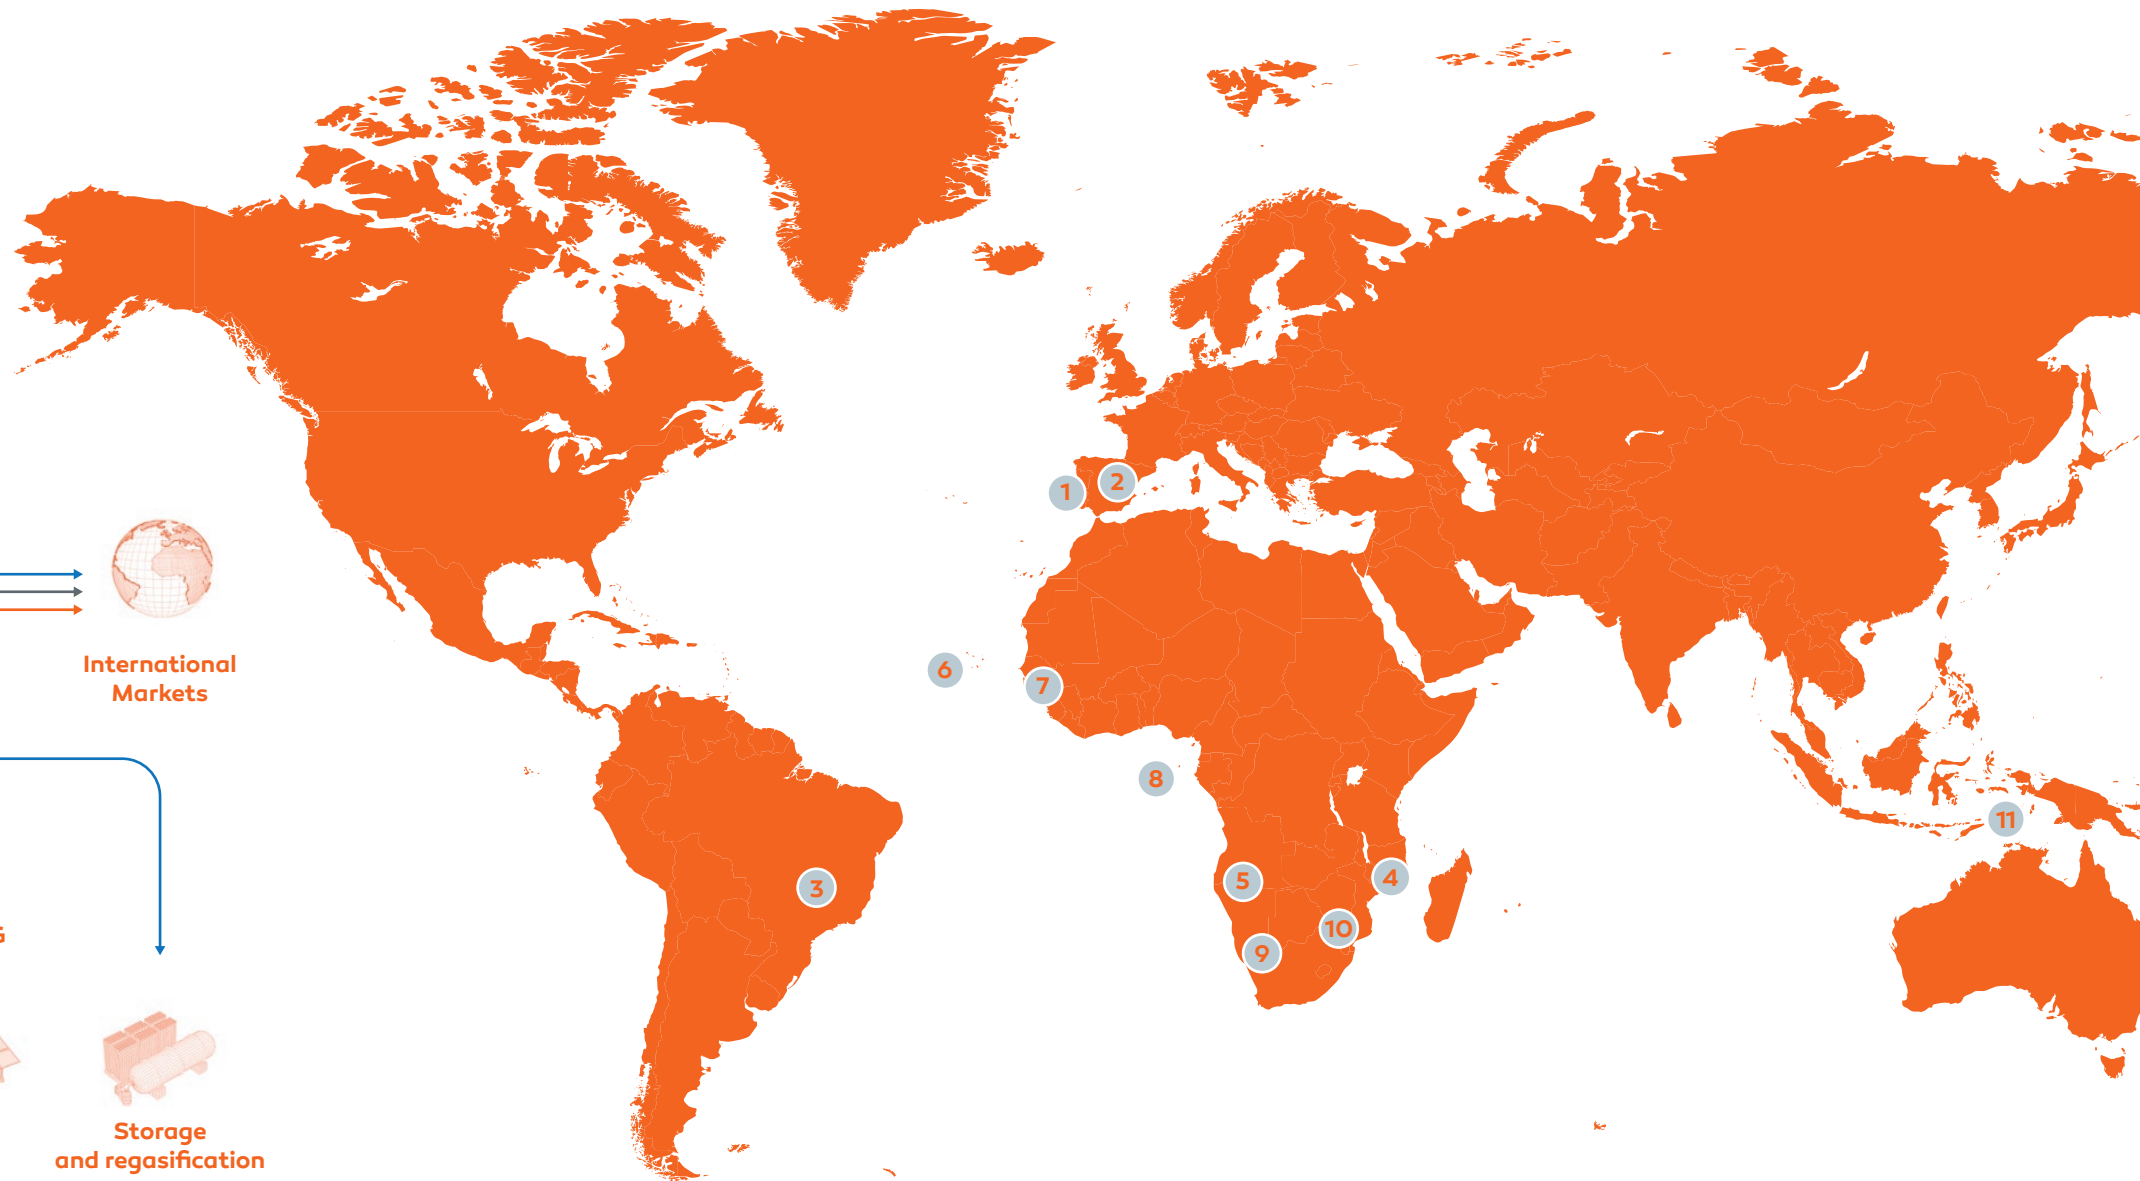 1
2
International
Markets
6
7
8
11
3
5
4
10
9
G
Storage
and regasification